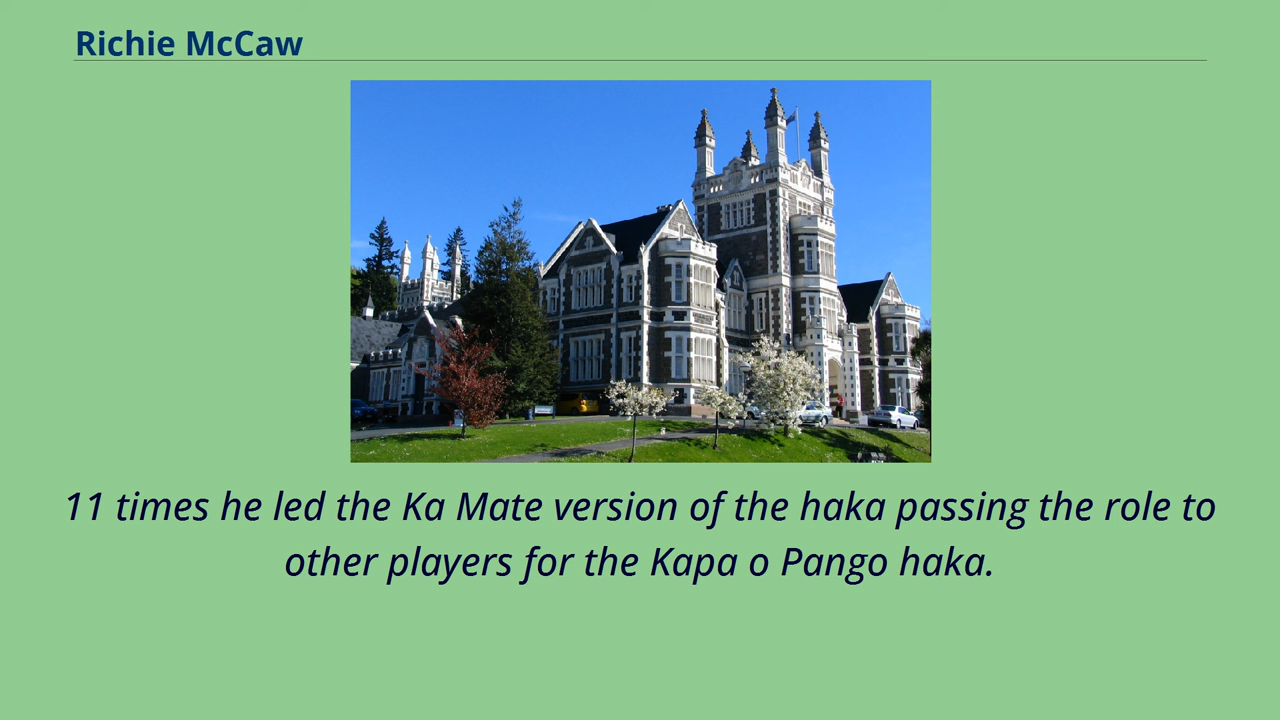 Richie McCaw
11 times he led the Ka Mate version of the haka passing the role to
other players for the Kapa o Pango haka.